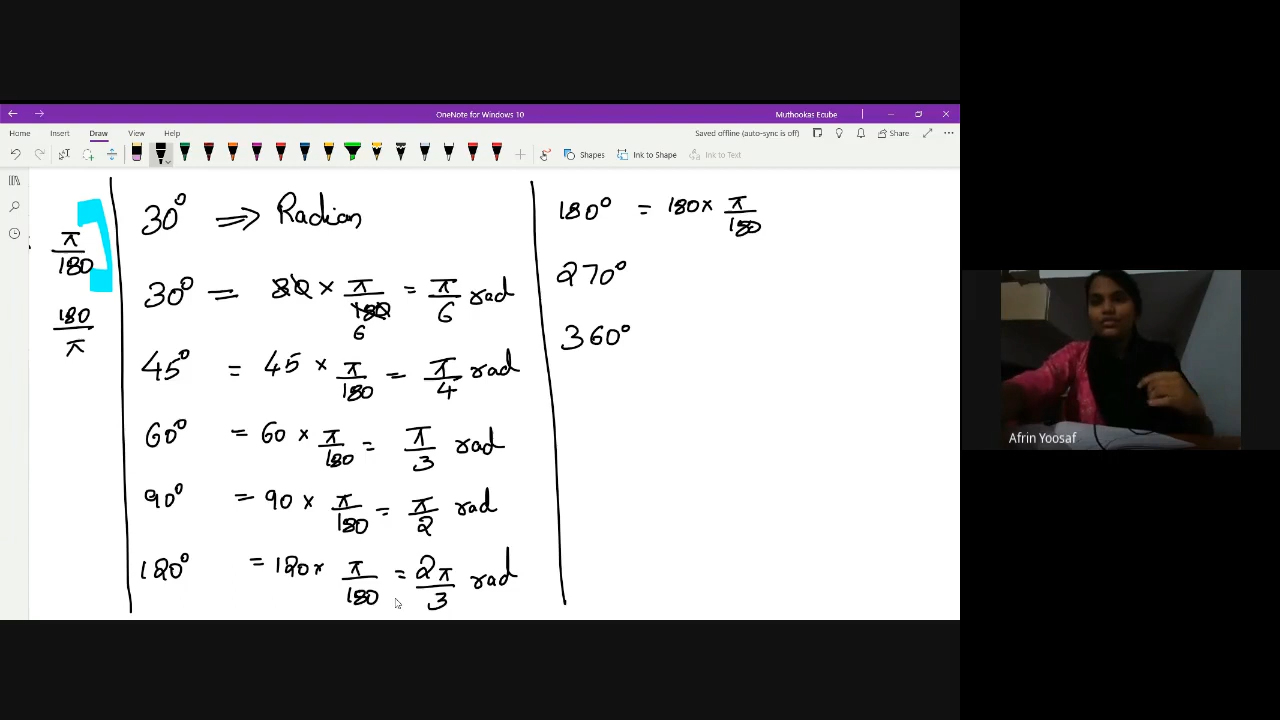 OneNote for Windows 10
Muthookas Ecube
Home Insert Draw View Help
Saved offline (auto-sync is off)
Share
Shapes
Ink to Shape
Ink to Text
π/180
180/π
30° ⇒ Radian
30° = 30 × π/180 = π/6 rad
6
45° = 45 × π/180 = π/4 rad
60° = 60 × π/180 = π/3 rad
90° = 90 × π/180 = π/2 rad
120° = 120 × π/180 = 2π/3 rad
180° = 180 × π/180
270°
360°
Afrin Yoosaf